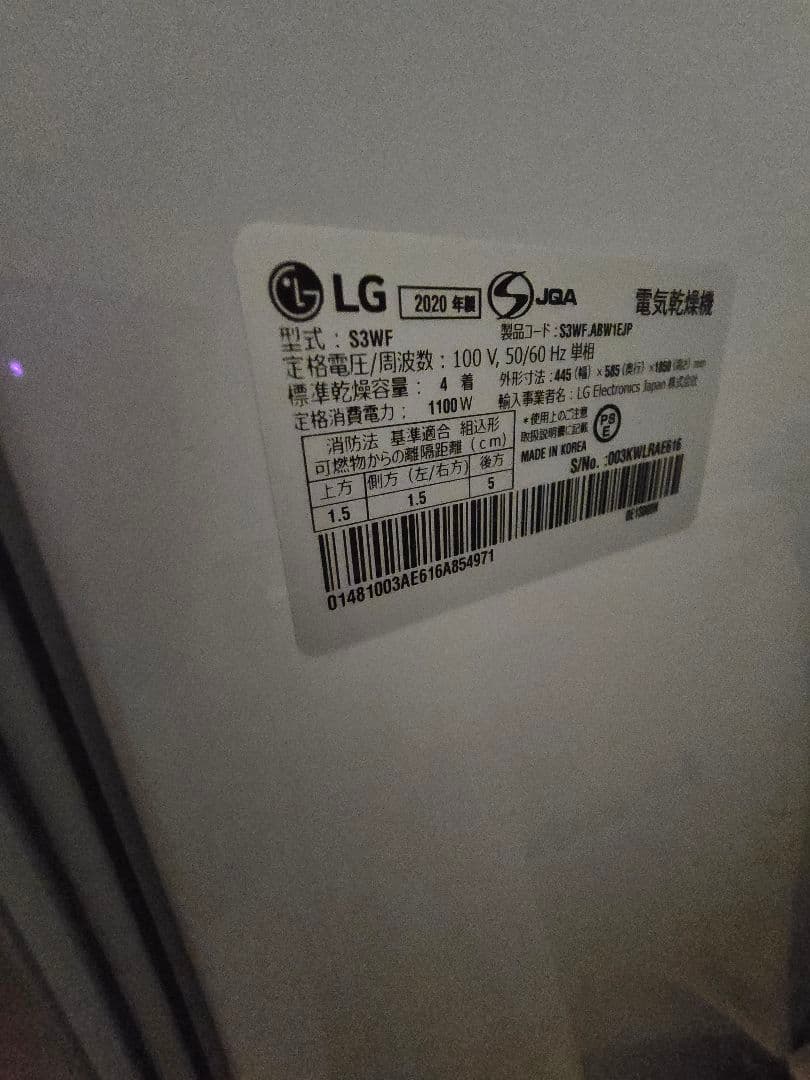 LG 2020 年製 JQA 電気乾燥機
型式 : S3WF
製品コード : S3WF.ABW1EJP
定格電圧/周波数 : 100 V, 50/60 Hz 単相
標準乾燥容量 : 4 着
外形寸法 : 445 (幅) × 585 (奥行) ×1850 (高さ) mm
定格消費電力 : 1100 W
輸入事業者名 : LG Electronics Japan 株式会社
消防法 基準適合 組込形
可燃物からの離隔距離 (cm)
上方 側方 (左/右方) 後方
1.5 1.5 5
*使用上のご注意
取扱説明書に記載
PS
E
MADE IN KOREA
S/No. :003KWLRAE616
01481003AE616A854971